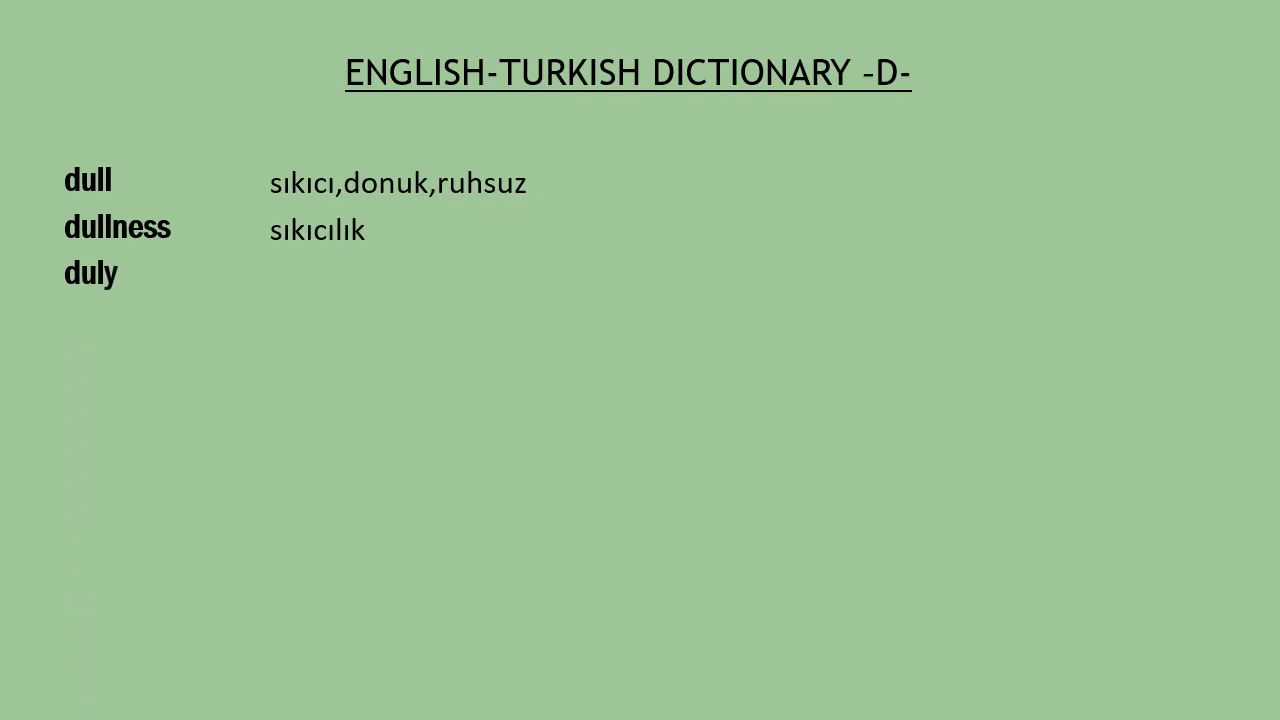 ENGLISH-TURKISH DICTIONARY –D-
dull sıkıcı,donuk,ruhsuz
dullness sıkıcılık
duly